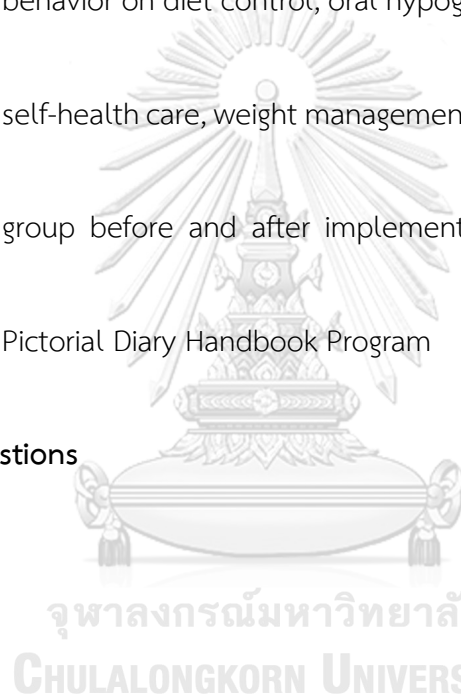 behavior on diet control, oral hypog
self-health care, weight managemen
group before and after implement
Pictorial Diary Handbook Program
stions
จุฬาลงกรณ์มหาวิทยาลั
CHULALONGKORN UNIVERS